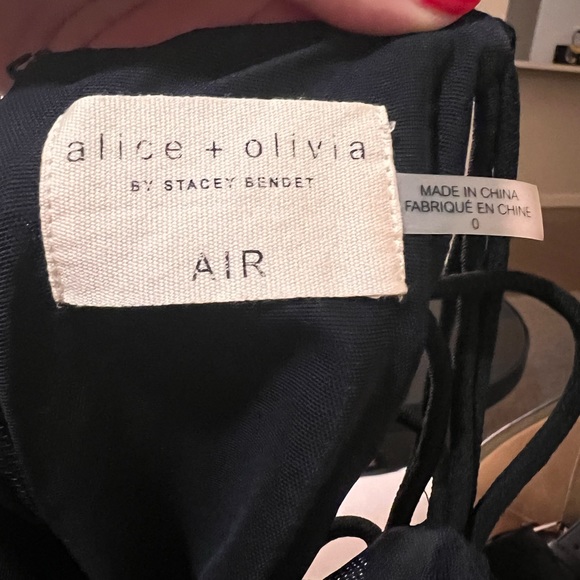 alice + olivia
BY STACEY BENDET
AIR
MADE IN CHINA
FABRIQUÉ EN CHINE
0